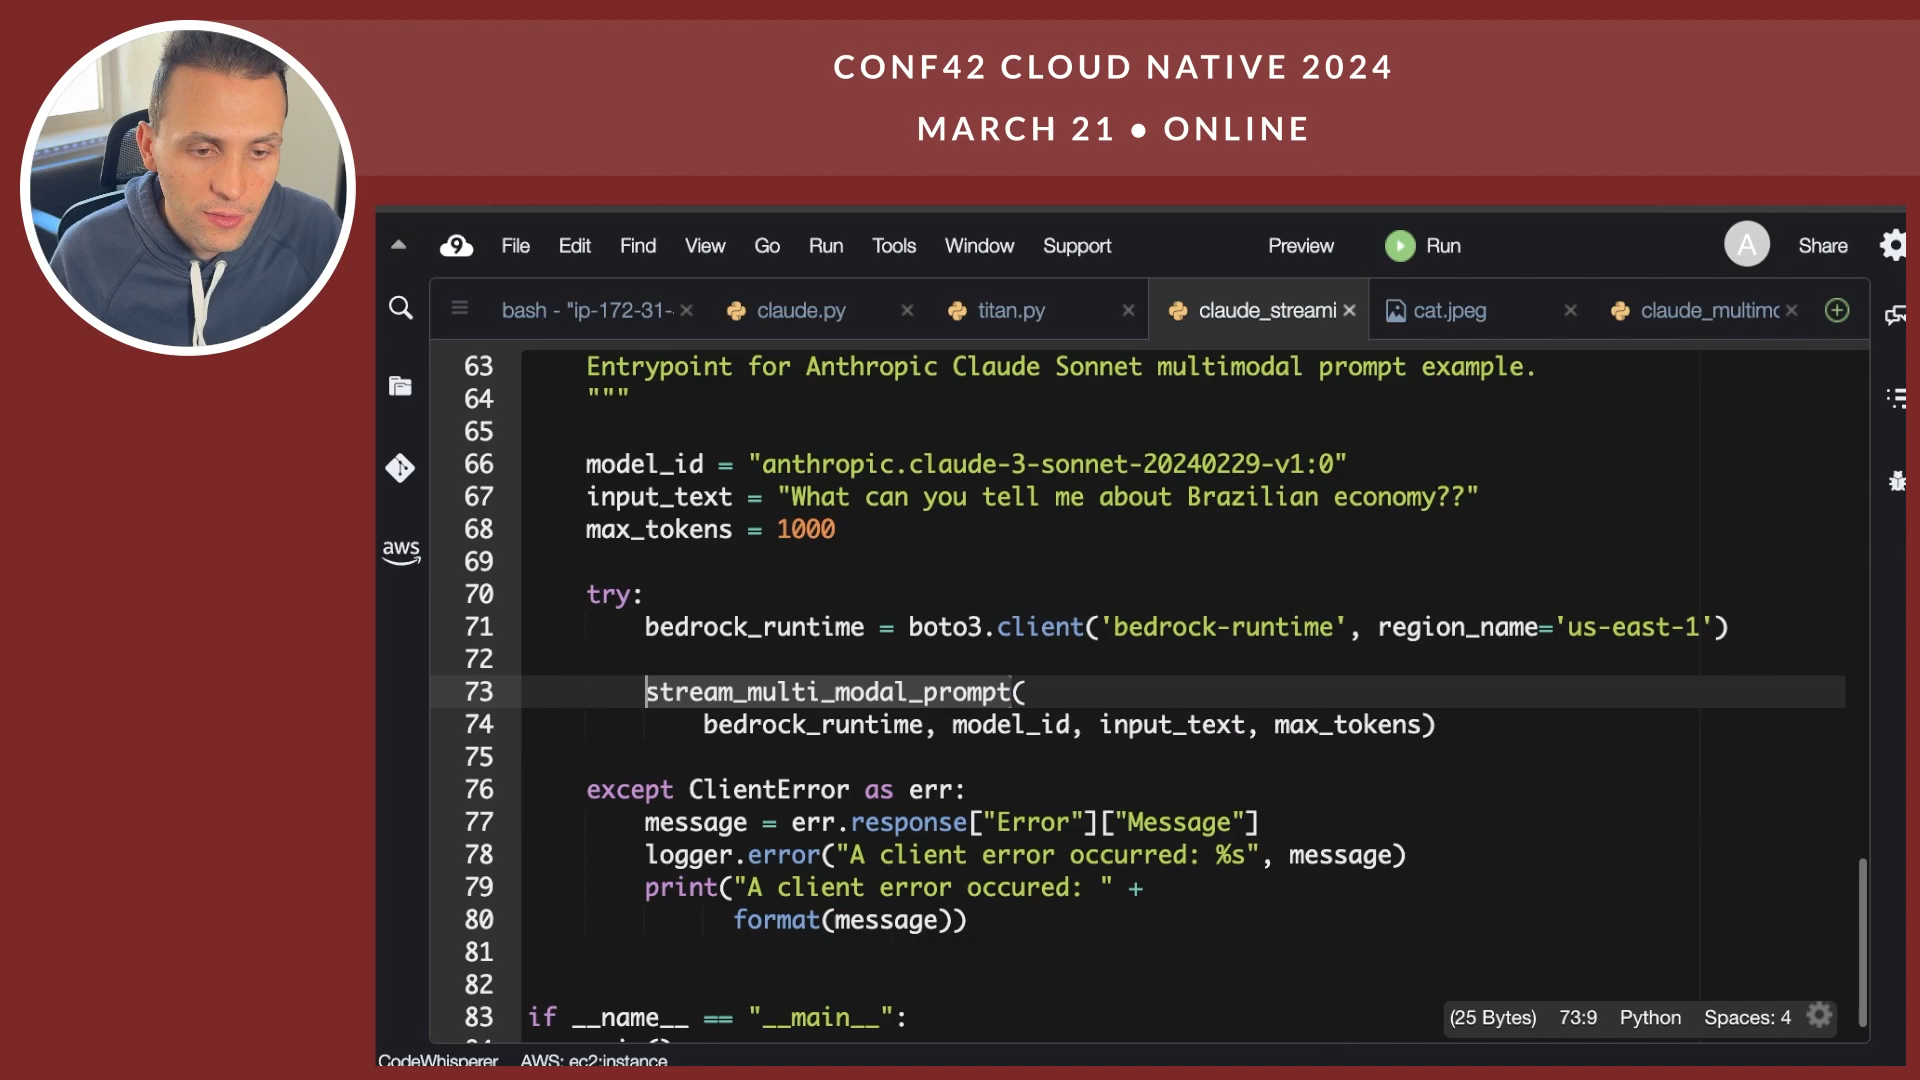 CONF42 CLOUD NATIVE 2024
MARCH 21 • ONLINE
9 File Edit Find View Go Run Tools Window Support Preview Run A Share
bash - "ip-172-31- claude.py titan.py claude_streami cat.jpeg claude_multimo
63 Entrypoint for Anthropic Claude Sonnet multimodal prompt example.
64 """
65
66 model_id = "anthropic.claude-3-sonnet-20240229-v1:0"
67 input_text = "What can you tell me about Brazilian economy??"
68 max_tokens = 1000
69
70 try:
71 bedrock_runtime = boto3.client('bedrock-runtime', region_name='us-east-1')
72
73 stream_multi_modal_prompt(
74 bedrock_runtime, model_id, input_text, max_tokens)
75
76 except ClientError as err:
77 message = err.response["Error"]["Message"]
78 logger.error("A client error occurred: %s", message)
79 print("A client error occured: " +
80 format(message))
81
82
83 if __name__ == "__main__":
aws
(25 Bytes) 73:9 Python Spaces: 4
CodeWhisperer AWS: ec2:instance